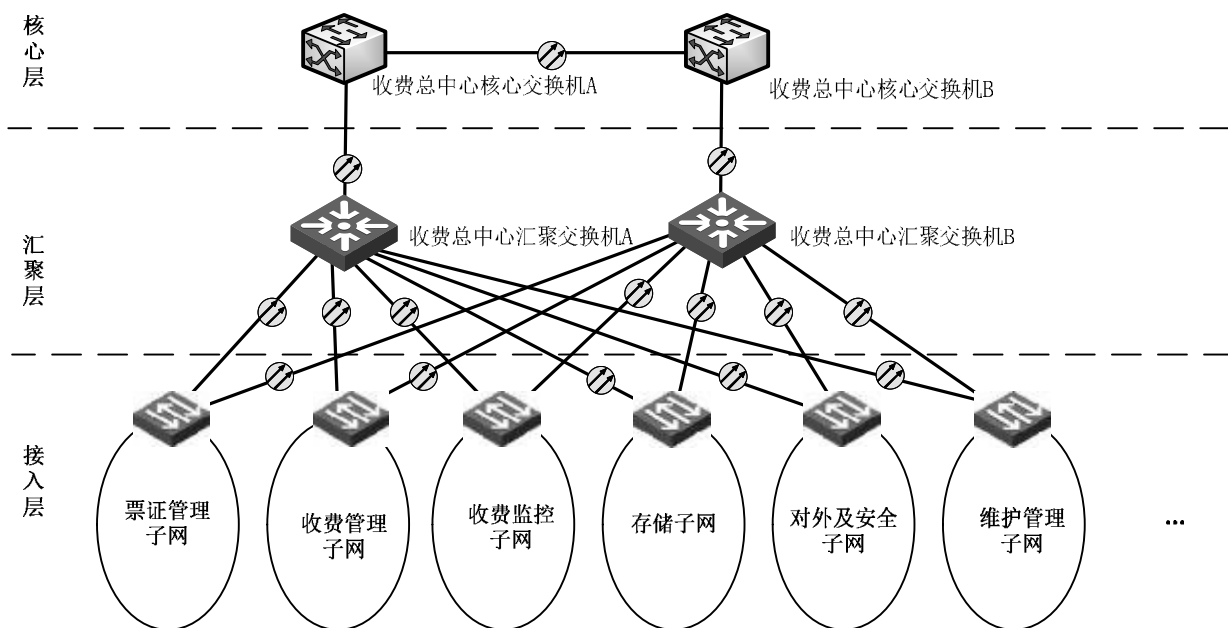 核心层
收费总中心核心交换机A
收费总中心核心交换机B
汇聚层
收费总中心汇聚交换机A
收费总中心汇聚交换机B
接入层
票证管理
子网
收费管理
子网
收费监控
子网
存储子网
对外及安全
子网
维护管理
子网
...